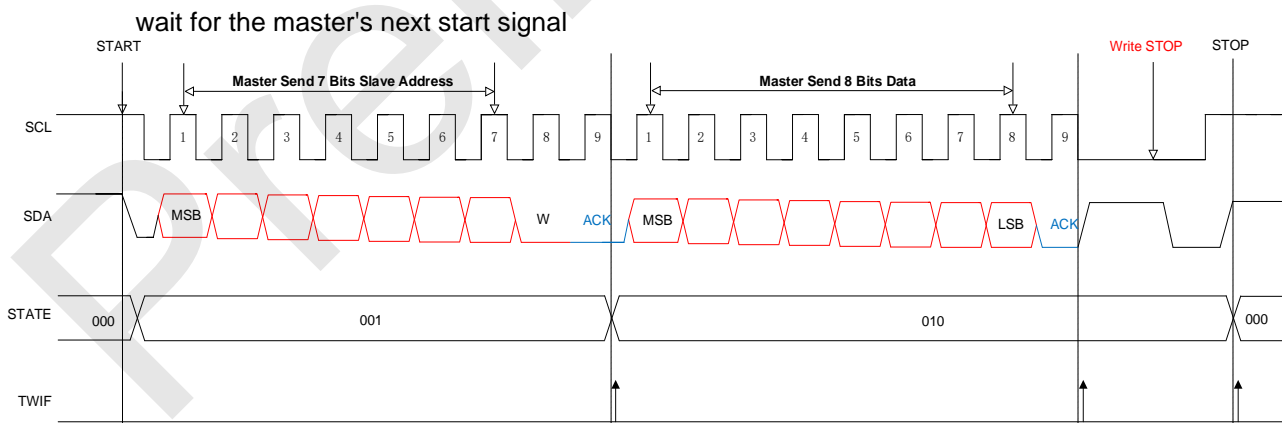 wait for the master's next start signal
START
Write STOP
STOP
Master Send 7 Bits Slave Address
Master Send 8 Bits Data
SCL
1 2 3 4 5 6 7 8 9 1 2 3 4 5 6 7 8 9
SDA
MSB W ACK MSB LSB ACK
STATE
000 001 010 000
TWIF